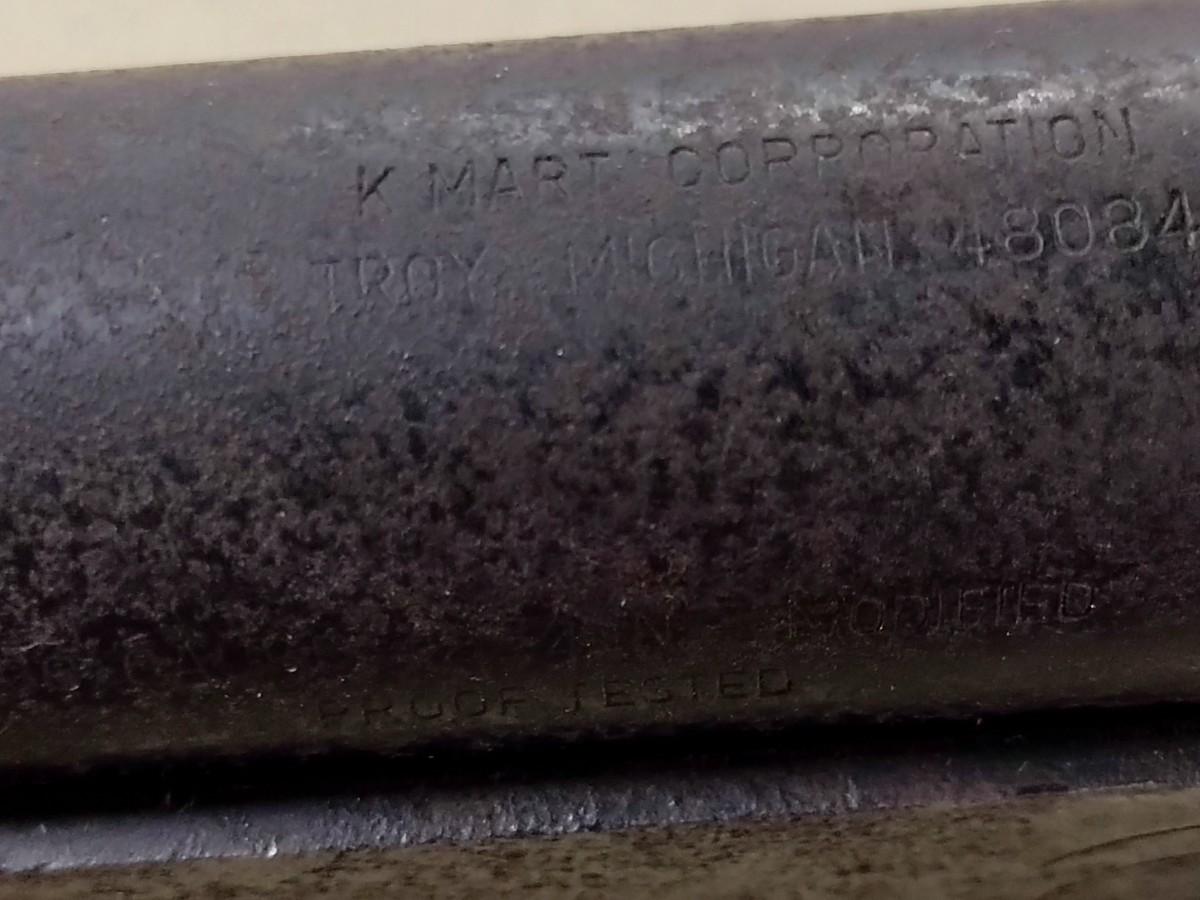 K MART CORPORATION
TROY, MICHIGAN 48084
MODIFIED
PROOF TESTED